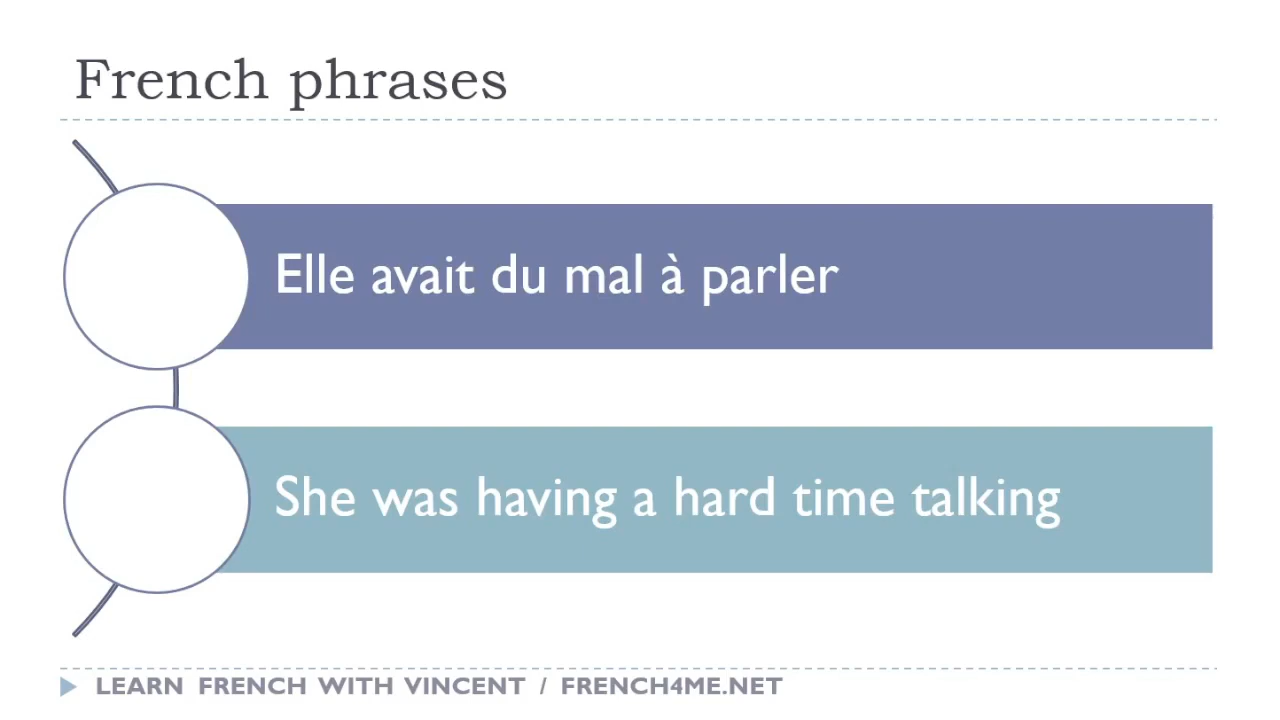 French phrases
Elle avait du mal à parler
She was having a hard time talking
LEARN FRENCH WITH VINCENT / FRENCH4ME.NET